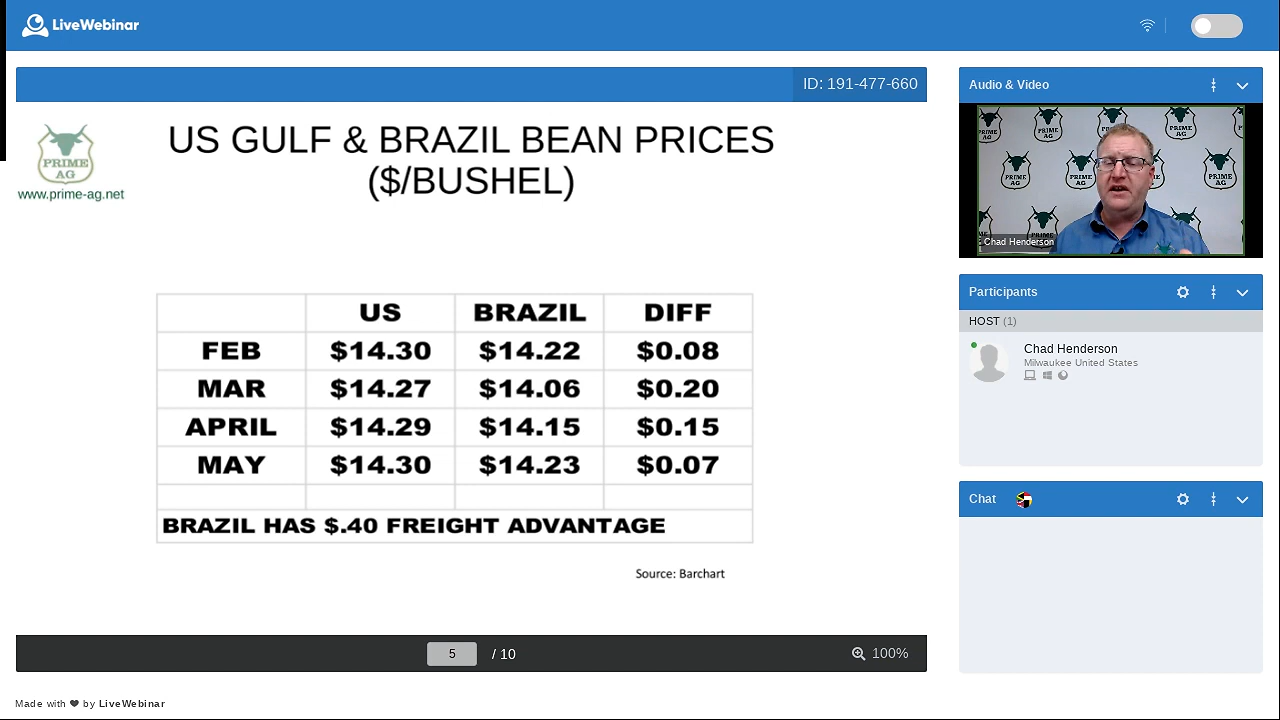 LiveWebinar
ID: 191-477-660
PRIME
AG
www.prime-ag.net
US GULF & BRAZIL BEAN PRICES
($/BUSHEL)
US BRAZIL DIFF
FEB $14.30 $14.22 $0.08
MAR $14.27 $14.06 $0.20
APRIL $14.29 $14.15 $0.15
MAY $14.30 $14.23 $0.07
BRAZIL HAS $.40 FREIGHT ADVANTAGE
Source: Barchart
5 / 10
100%
Made with by LiveWebinar
Audio & Video
PRIME
AG
Chad Henderson
Participants
HOST (1)
Chad Henderson
Milwaukee United States
Chat